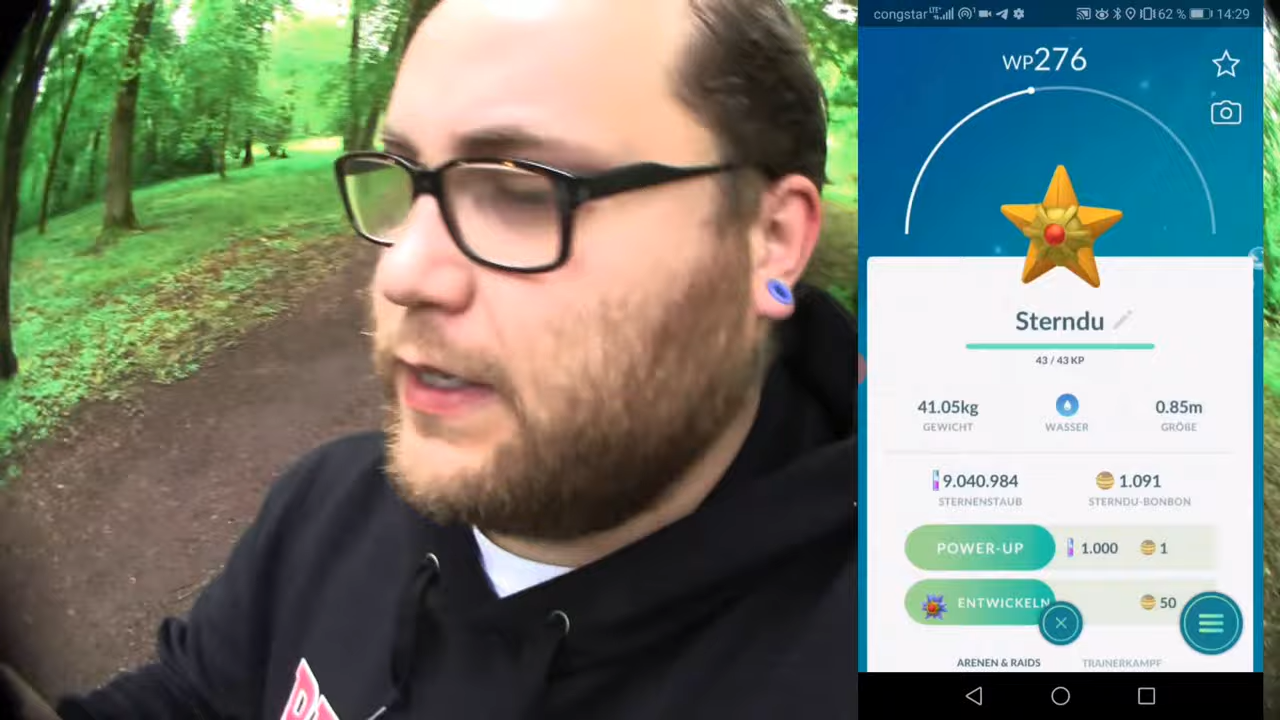 congstar 62 % 14:29
WP276
Sterndu
43 / 43 KP
41.05kg 0.85m
GEWICHT WASSER GRÖßE
9.040.984 1.091
STERNENSTAUB STERNDU-BONBON
POWER-UP 1.000 1
ENTWICKELN 50
ARENEN & RAIDS TRAINERKAMPF